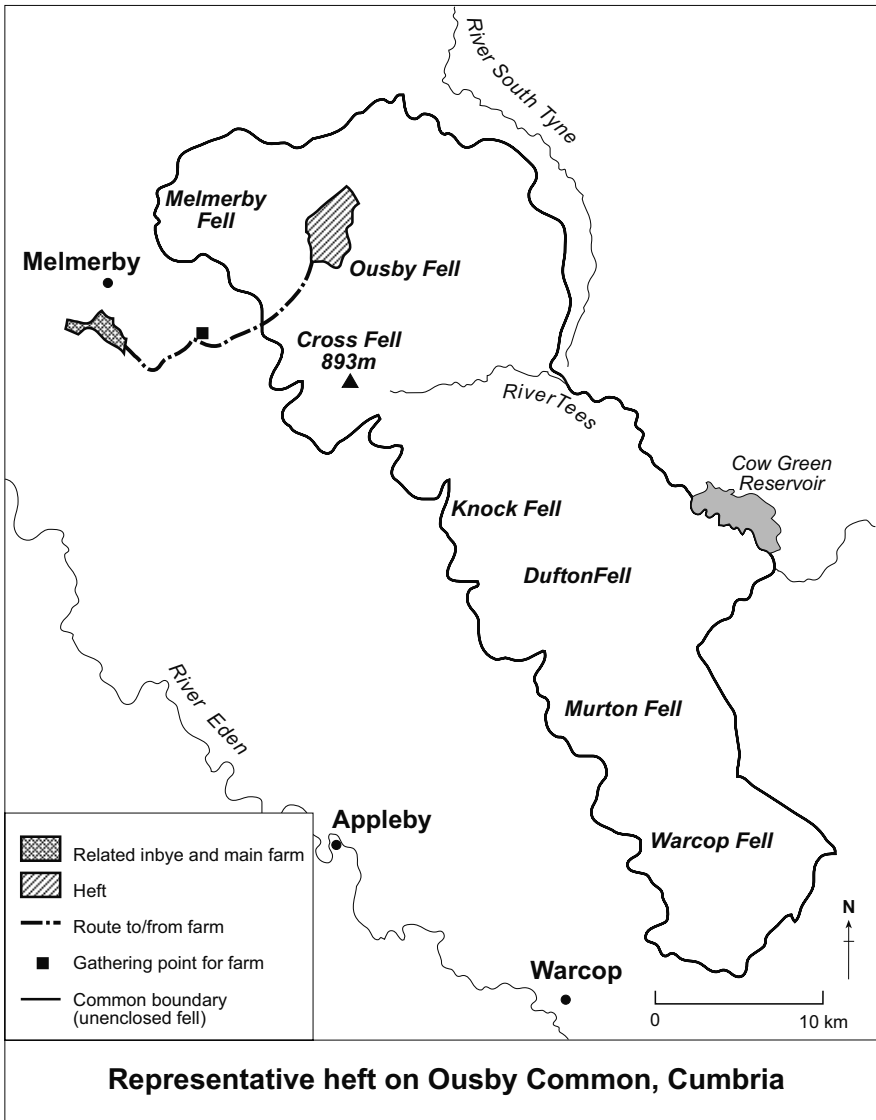 River South Tyne
Melmerby
Fell
Melmerby
Ousby Fell
Cross Fell
893m
RiverTees
Cow Green
Reservoir
Knock Fell
DuftonFell
River Eden
Murton Fell
Appleby
Warcop Fell
Related inbye and main farm
Heft
Route to/from farm
Gathering point for farm
Common boundary
(unenclosed fell)
N
Warcop
0
10 km
Representative heft on Ousby Common, Cumbria